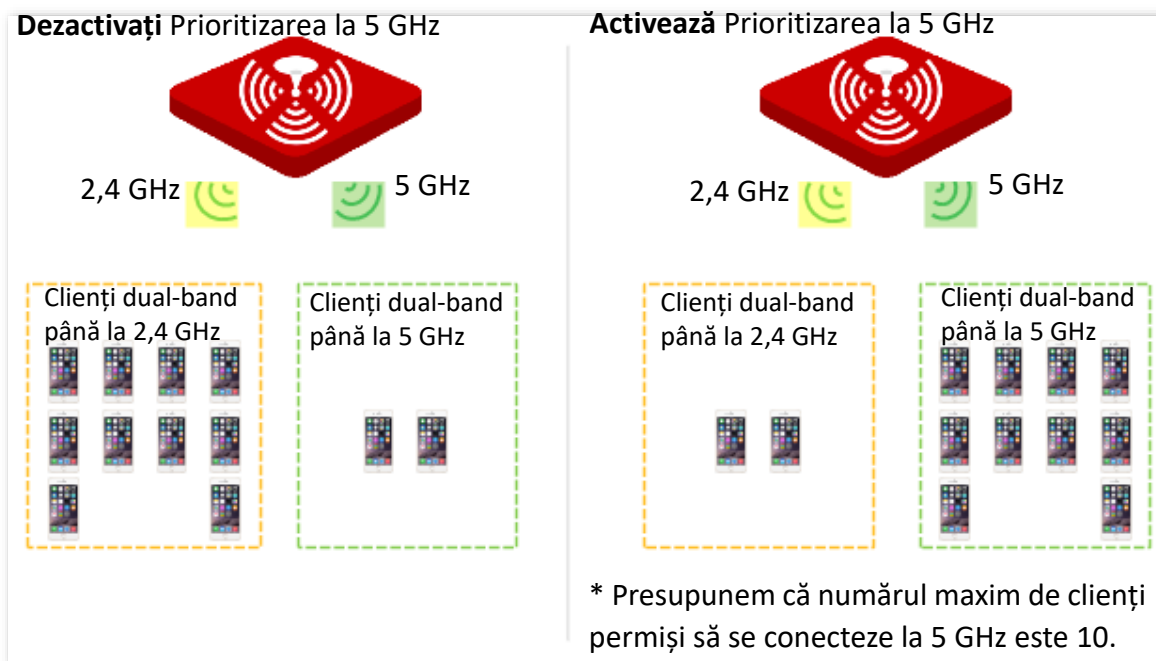 Dezactivați Prioritizarea la 5 GHz
2,4 GHz
5 GHz
Clienți dual-band
până la 2,4 GHz
Clienți dual-band
până la 5 GHz
Activează Prioritizarea la 5 GHz
2,4 GHz
5 GHz
Clienți dual-band
până la 2,4 GHz
Clienți dual-band
până la 5 GHz
* Presupunem că numărul maxim de clienți
permiși să se conecteze la 5 GHz este 10.